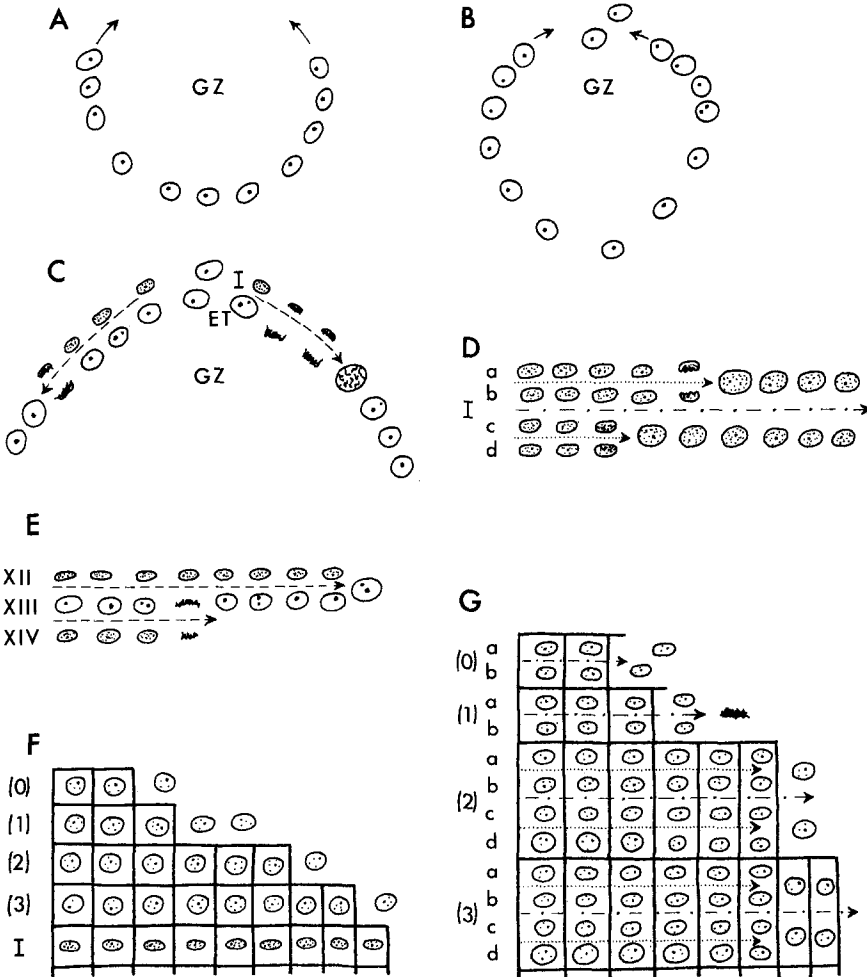 A
GZ
B
GZ
C
I
ET
GZ
D
a
b
I
c
d
E
XII
XIII
XIV
F
(0)
(1)
(2)
(3)
I
G
(0) a
b
(1) a
b
a
b
(2)
c
d
a
b
(3)
c
d